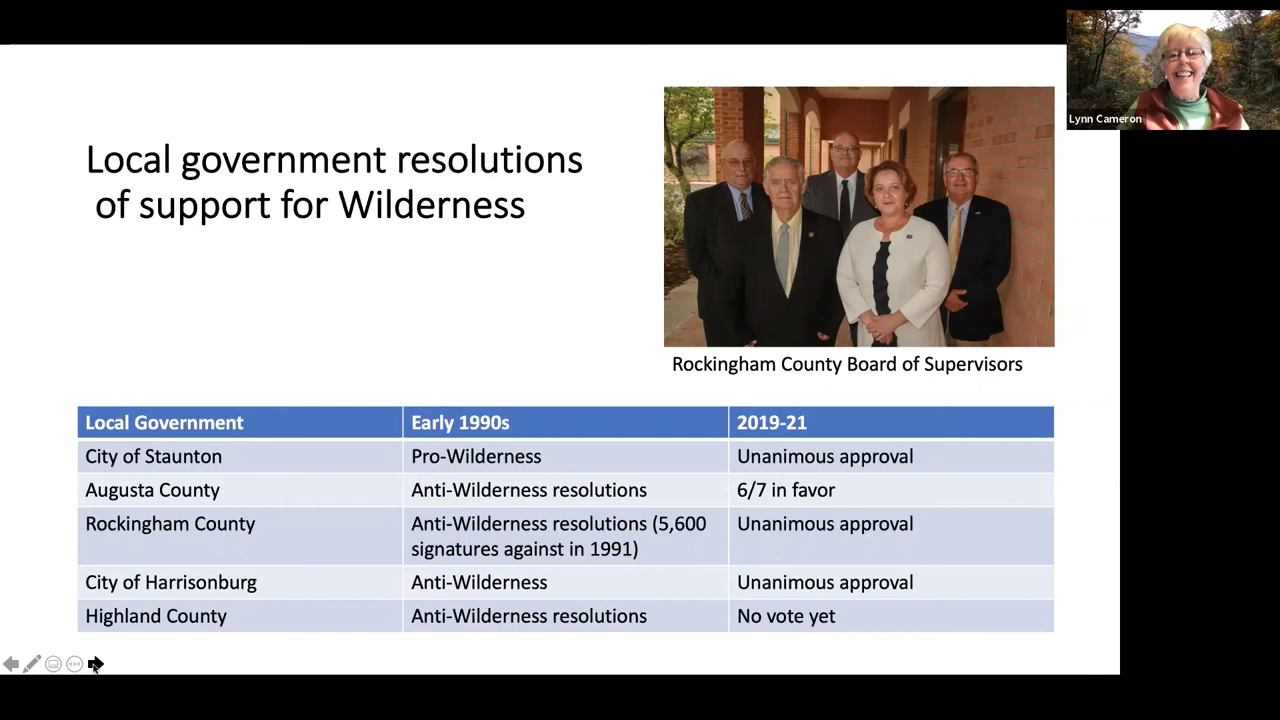 Local government resolutions
of support for Wilderness
Lynn Cameron
Rockingham County Board of Supervisors
Local Government Early 1990s 2019-21
City of Staunton Pro-Wilderness Unanimous approval
Augusta County Anti-Wilderness resolutions 6/7 in favor
Rockingham County Anti-Wilderness resolutions (5,600 Unanimous approval
signatures against in 1991)
City of Harrisonburg Anti-Wilderness Unanimous approval
Highland County Anti-Wilderness resolutions No vote yet